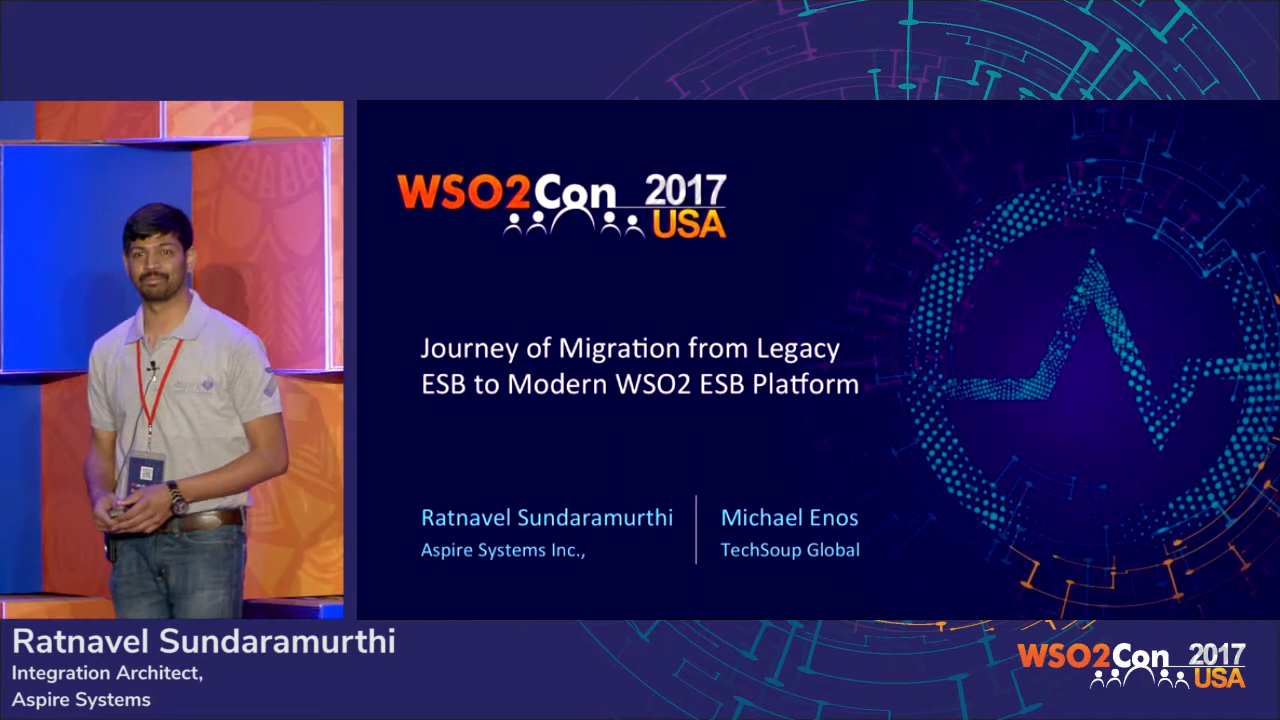 WSO2Con 2017
USA
Journey of Migration from Legacy
ESB to Modern WSO2 ESB Platform
Ratnavel Sundaramurthi
Aspire Systems Inc.,
Michael Enos
TechSoup Global
Ratnavel Sundaramurthi
Integration Architect,
Aspire Systems
WSO2Con 2017
USA